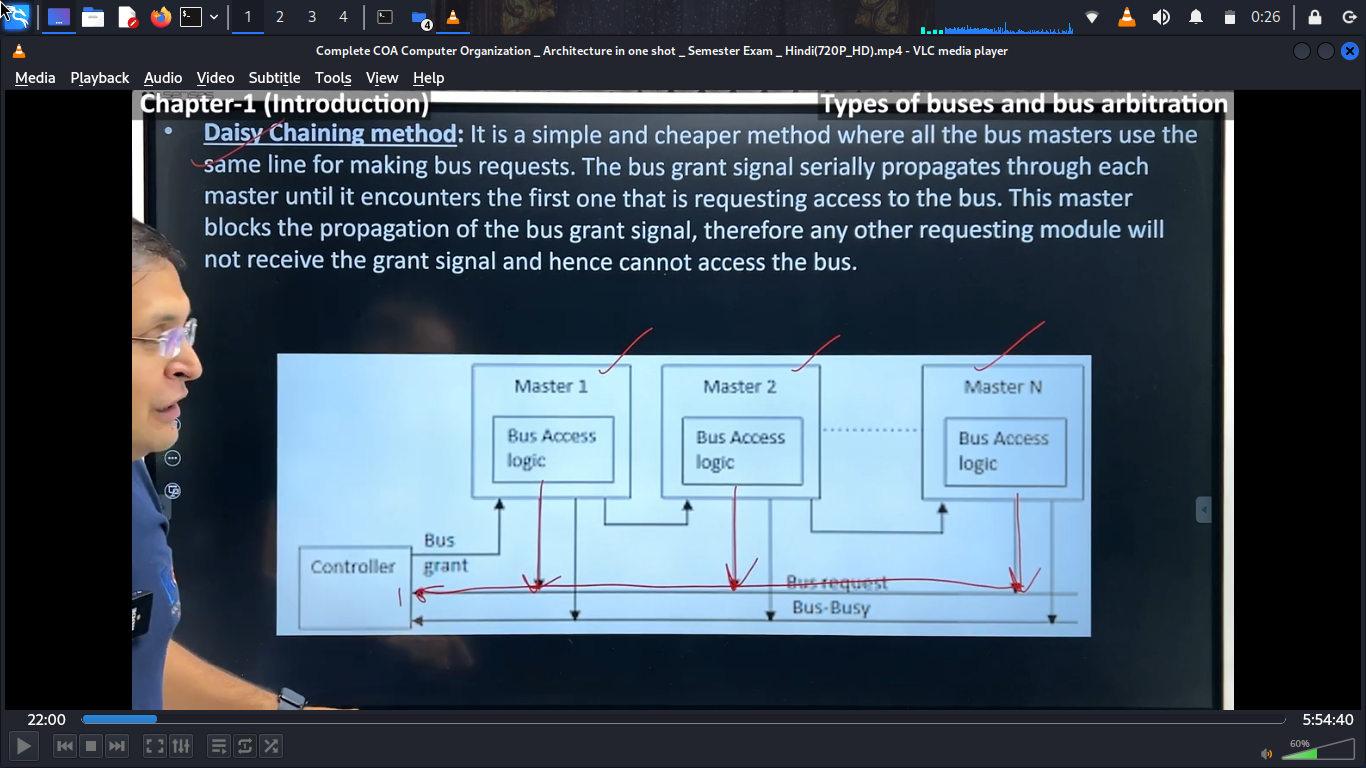 1 2 3 4
4
0:26
Complete COA Computer Organization _ Architecture in one shot _ Semester Exam _ Hindi(720P_HD).mp4 - VLC media player
Media Playback Audio Video Subtitle Tools View Help
Chapter-1 (Introduction)
Types of buses and bus arbitration
• Daisy Chaining method: It is a simple and cheaper method where all the bus masters use the
same line for making bus requests. The bus grant signal serially propagates through each
master until it encounters the first one that is requesting access to the bus. This master
blocks the propagation of the bus grant signal, therefore any other requesting module will
not receive the grant signal and hence cannot access the bus.
Master 1
Bus Access
logic
Master 2
Bus Access
logic
Master N
Bus Access
logic
Bus
grant
Controller
1
Bus request
Bus-Busy
22:00
5:54:40
60%